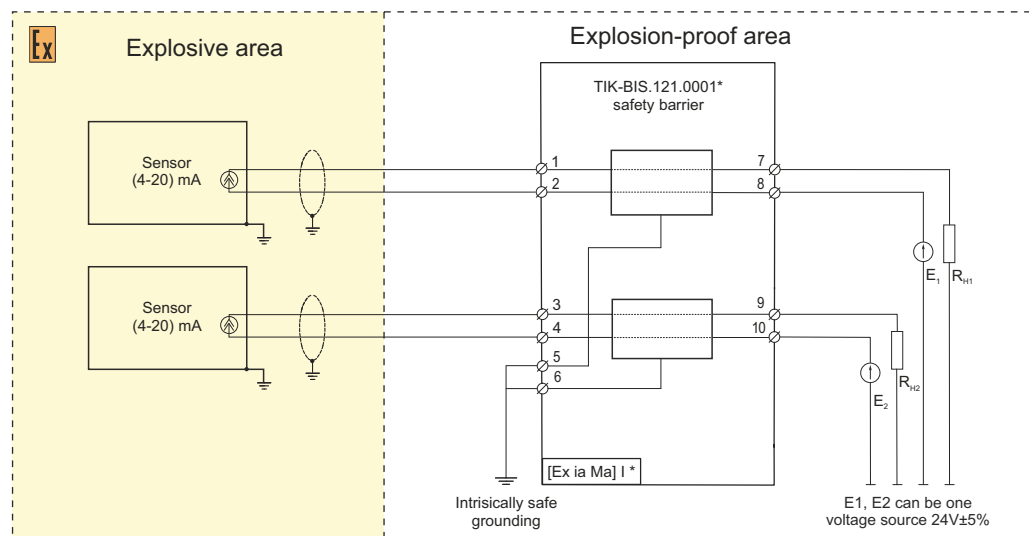 Ex
Explosive area
Explosion-proof area
TIK-BIS.121.0001*
safety barrier
Sensor
(4-20) mA
1
2
7
8
E₁
R_H1
Sensor
(4-20) mA
3
4
5
6
9
10
E₂
R_H2
[Ex ia Ma] I *
Intrisically safe
grounding
E1, E2 can be one
voltage source 24V±5%